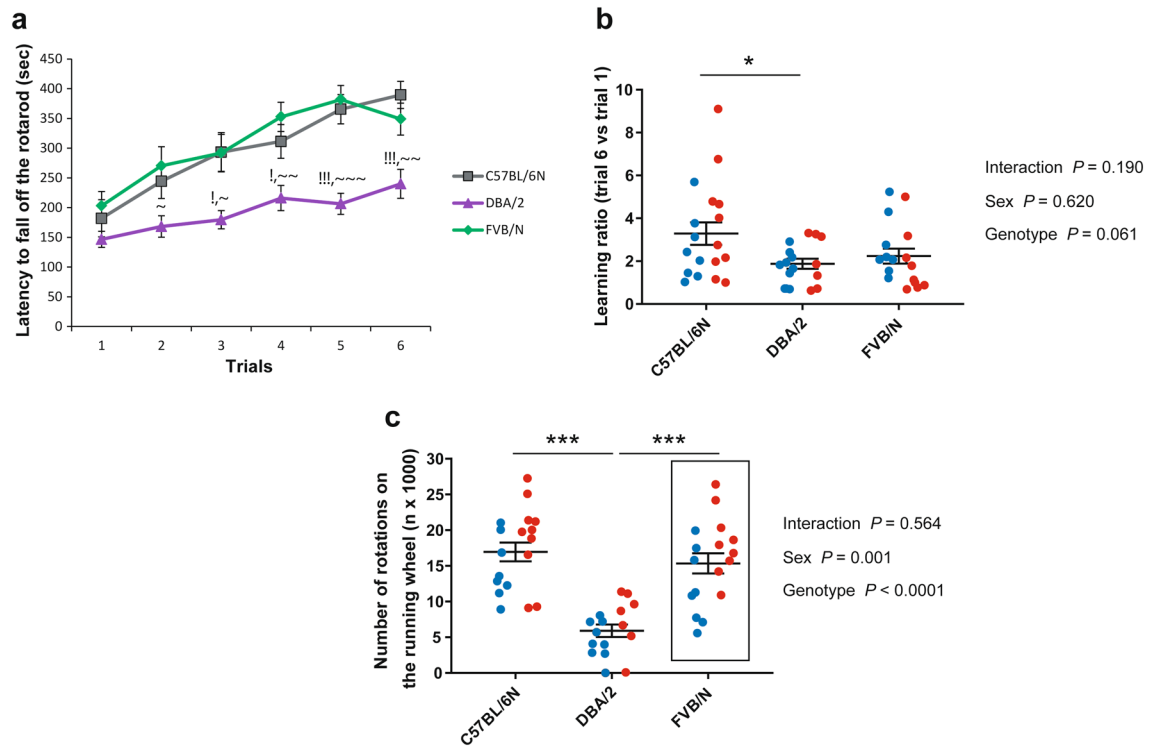 a
Latency to fall off the rotarod (sec)
450
400
350
300
250
200
150
100
50
0
1 2 3 4 5 6
Trials
~
!,~
!,~~
!!!,~~~
!!!,~~
C57BL/6N
DBA/2
FVB/N
b
Learning ratio (trial 6 vs trial 1)
10
8
6
4
2
0
*
C57BL/6N
DBA/2
FVB/N
Interaction P = 0.190
Sex P = 0.620
Genotype P = 0.061
c
Number of rotations on
the running wheel (n x 1000)
30
25
20
15
10
5
0
*** ***
C57BL/6N
DBA/2
FVB/N
Interaction P = 0.564
Sex P = 0.001
Genotype P < 0.0001